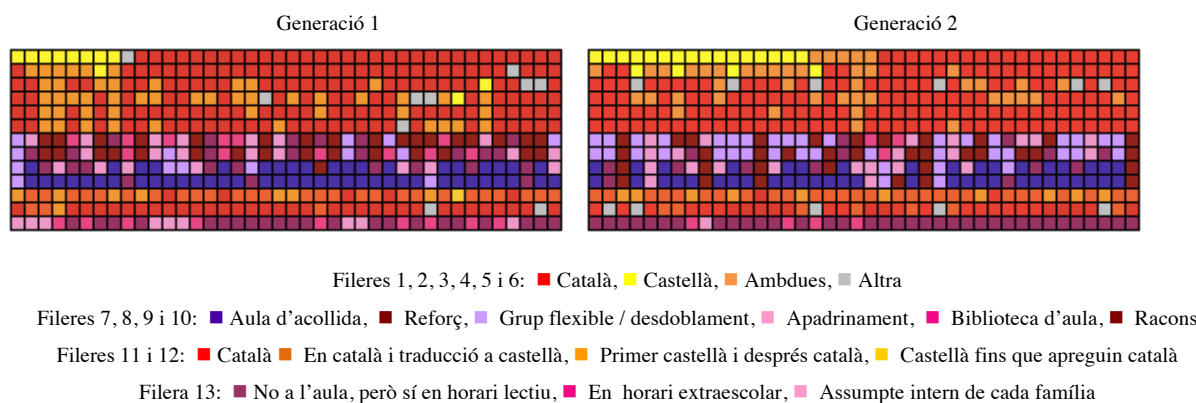 Generació 1
Generació 2
Fileres 1, 2, 3, 4, 5 i 6: Català, Castellà, Ambdues, Altra
Fileres 7, 8, 9 i 10: Aula d'acollida, Reforç, Grup flexible / desdoblament, Apadrinament, Biblioteca d'aula, Racons
Fileres 11 i 12: Català En català i traducció a castellà, Primer castellà i després català, Castellà fins que apreguin català
Filera 13: No a l'aula, però sí en horari lectiu, En horari extraescolar, Assumpte intern de cada família